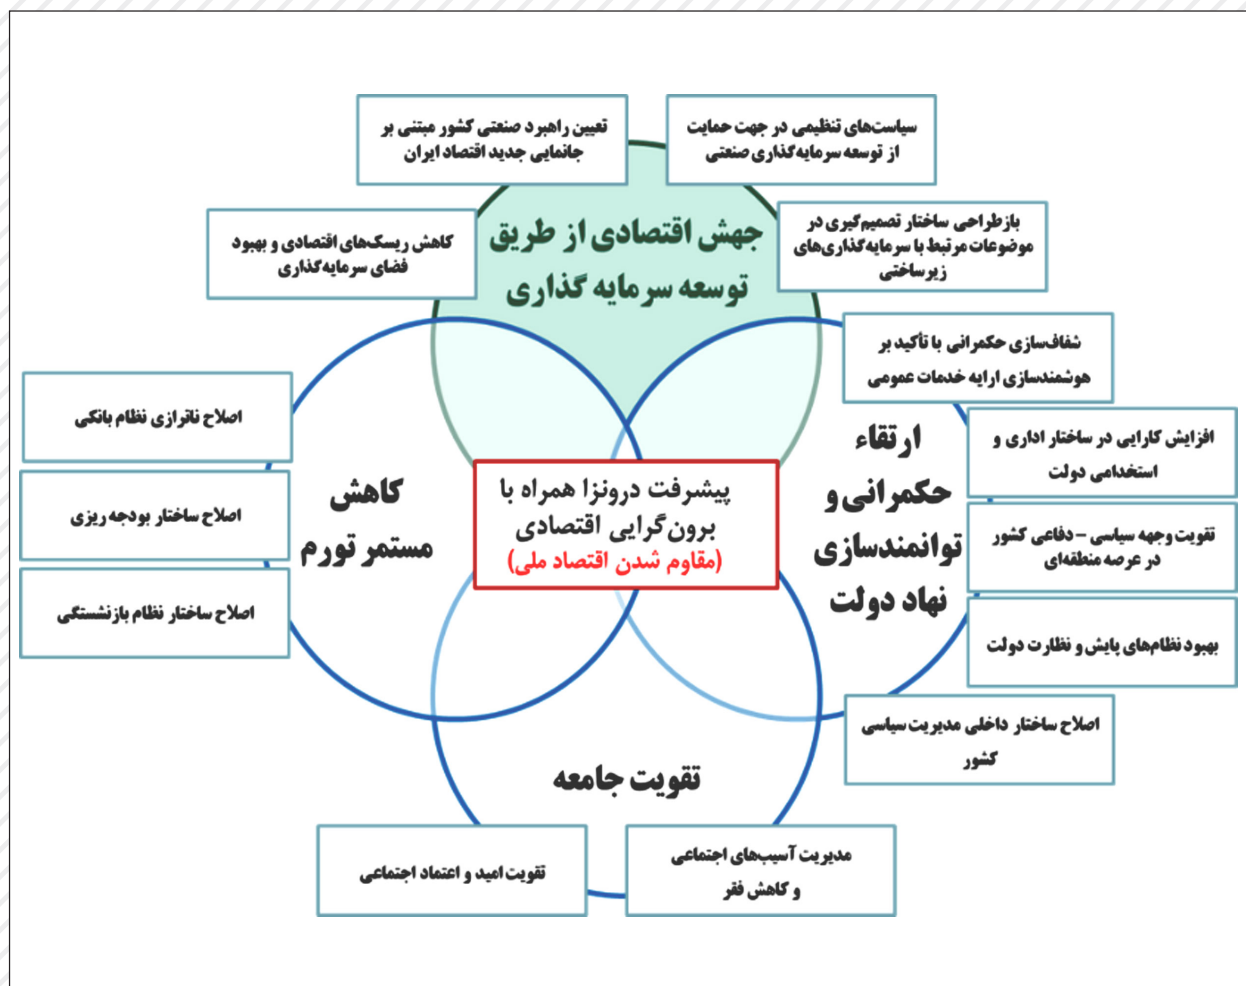 سیاست‌های تنظیمی در جهت حمایت
از توسعه سرمایه‌گذاری صنعتی
تعیین راهبرد صنعتی کشور مبتنی بر
جانمایی جدید اقتصاد ایران
بازطراحی ساختار تصمیم‌گیری در
موضوعات مرتبط با سرمایه‌گذاری‌های
زیرساختی
جهش اقتصادی از طریق
توسعه سرمایه گذاری
کاهش ریسک‌های اقتصادی و بهبود
فضای سرمایه‌گذاری
شفاف‌سازی حکمرانی با تأکید بر
هوشمندسازی ارایه خدمات عمومی
افزایش کارایی در ساختار اداری و
استخدامی دولت
تقویت وجهه سیاسی – دفاعی کشور
در عرصه منطقه‌ای
بهبود نظام‌های پایش و نظارت دولت
اصلاح ساختار داخلی مدیریت سیاسی
کشور
ارتقاء
حکمرانی و
توانمندسازی
نهاد دولت
پیشرفت درونزا همراه با
برون‌گرایی اقتصادی
(مقاوم شدن اقتصاد ملی)
کاهش
مستمر تورم
اصلاح ناترازی نظام بانکی
اصلاح ساختار بودجه ریزی
اصلاح ساختار نظام بازنشستگی
تقویت جامعه
مدیریت آسیب‌های اجتماعی
و کاهش فقر
تقویت امید و اعتماد اجتماعی